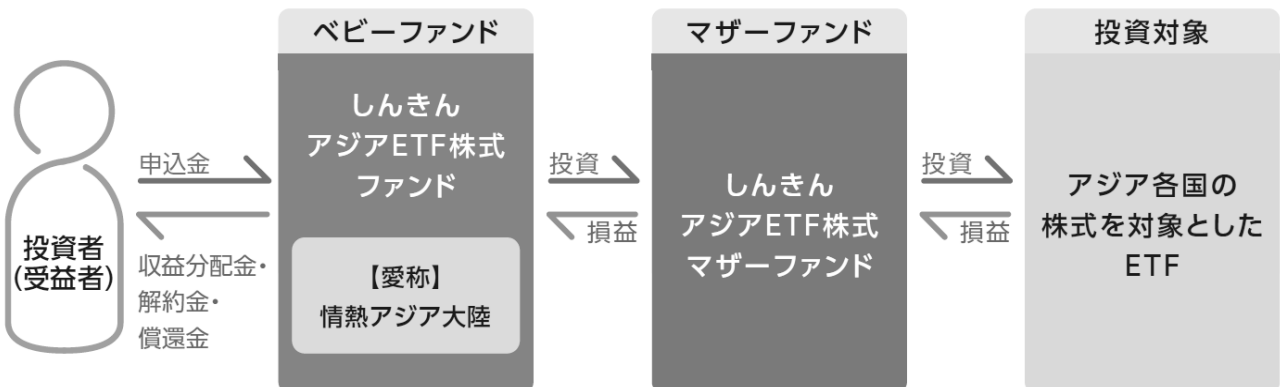 投資者
(受益者)
申込金
収益分配金・
解約金・
償還金
ベビーファンド
しんきん
アジアETF株式
ファンド
【愛称】
情熱アジア大陸
投資
損益
マザーファンド
しんきん
アジアETF株式
マザーファンド
投資
損益
投資対象
アジア各国の
株式を対象とした
ETF